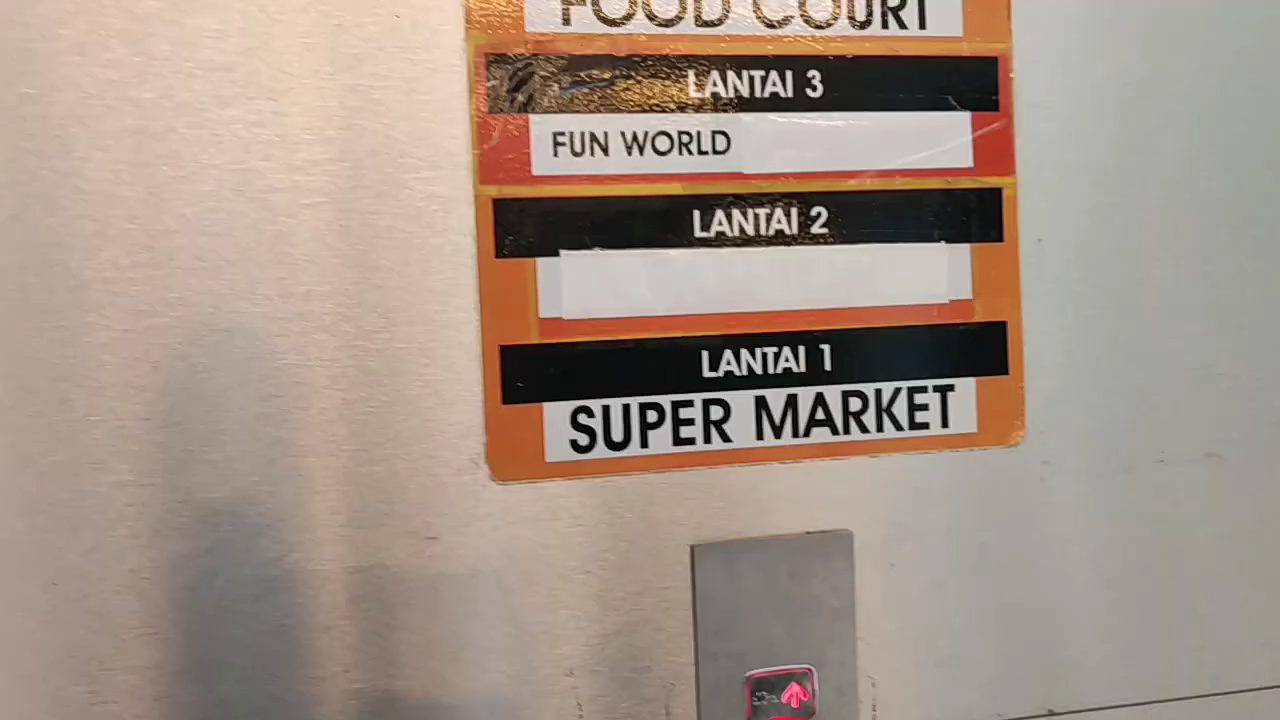 FOOD COURT
LANTAI 3
FUN WORLD
LANTAI 2
LANTAI 1
SUPER MARKET